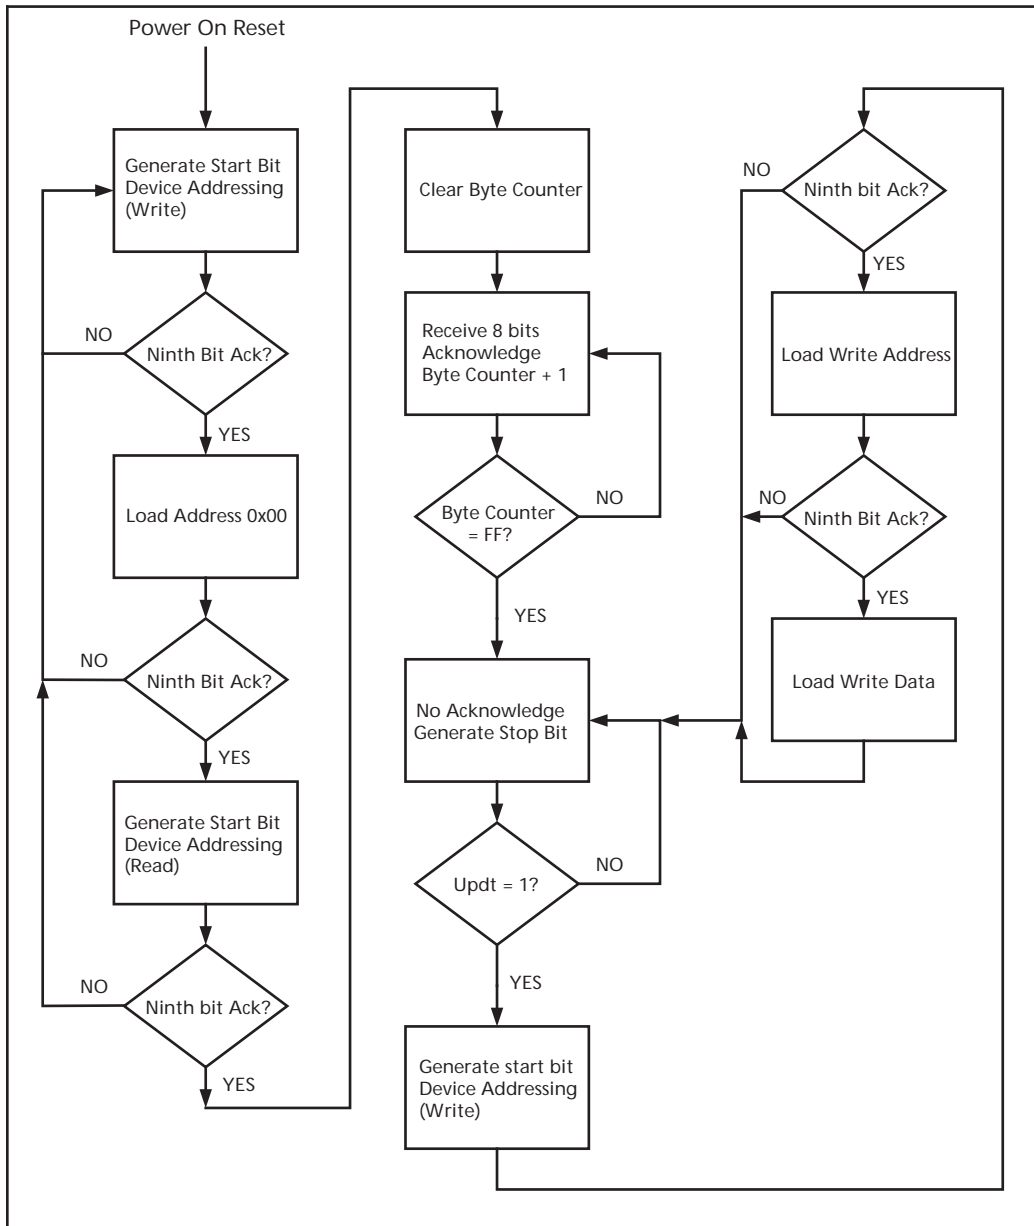 Power On Reset
Generate Start Bit
Device Addressing
(Write)
NO
Ninth Bit Ack?
YES
Load Address 0x00
NO
Ninth Bit Ack?
YES
Generate Start Bit
Device Addressing
(Read)
NO
Ninth bit Ack?
YES
Clear Byte Counter
Receive 8 bits
Acknowledge
Byte Counter + 1
Byte Counter
= FF?
NO
YES
No Acknowledge
Generate Stop Bit
Updt = 1?
NO
YES
Generate start bit
Device Addressing
(Write)
NO
Ninth bit Ack?
YES
Load Write Address
NO
Ninth Bit Ack?
YES
Load Write Data